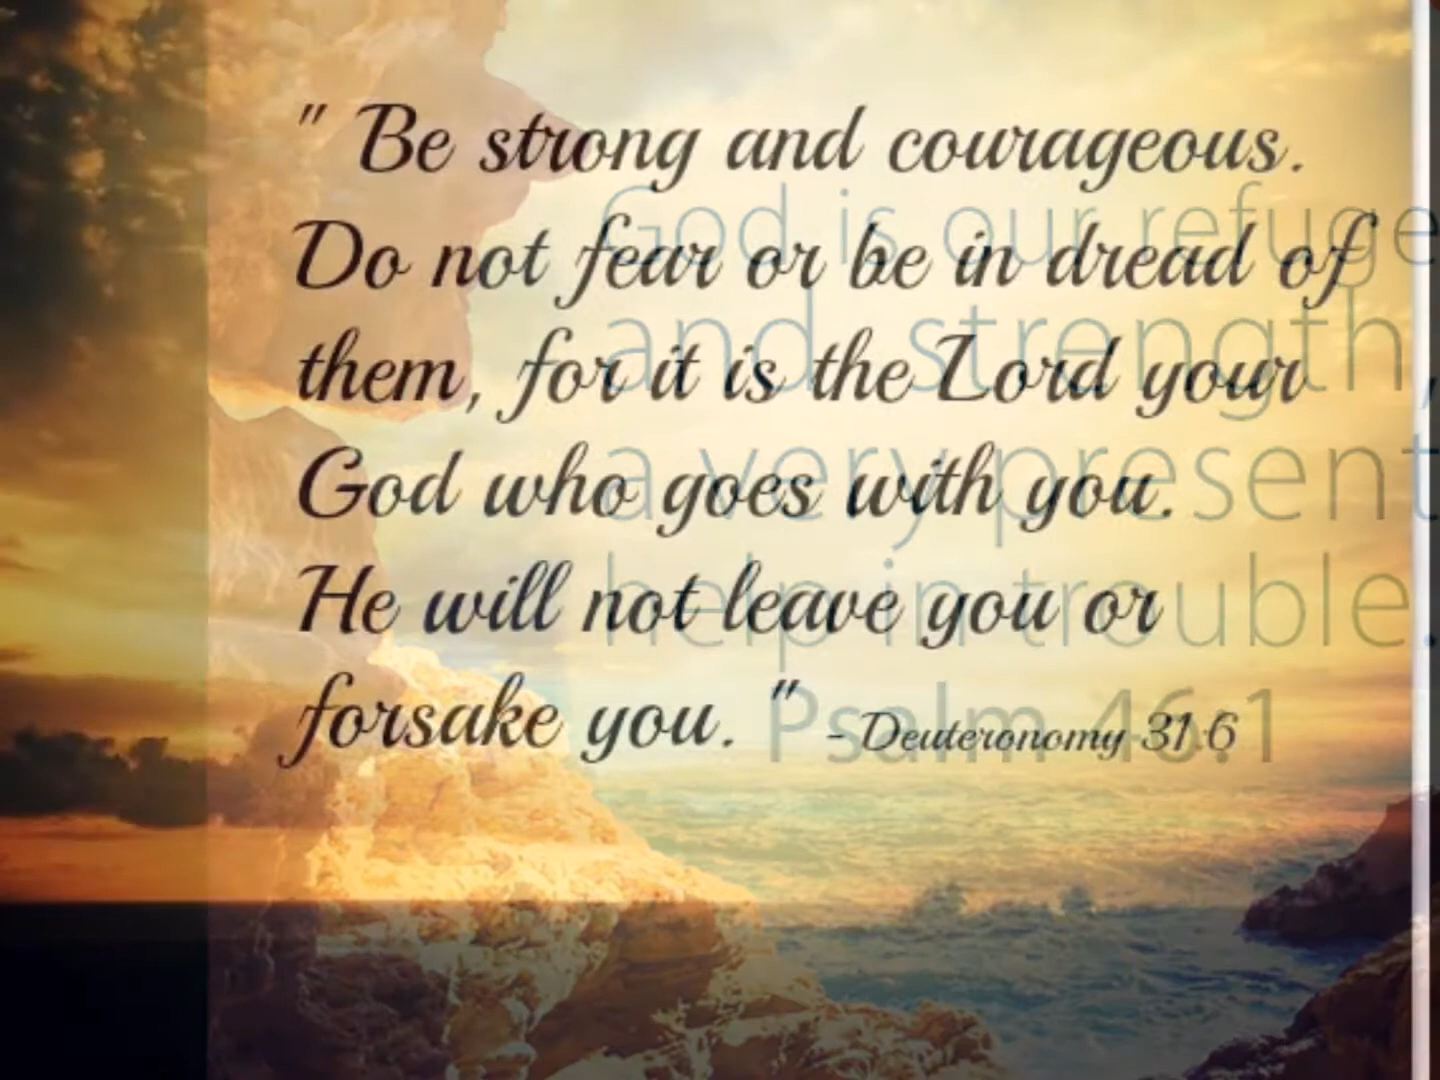 " Be strong and courageous.
Do not fear or be in dread of
them, for it is the Lord your
God who goes with you.
He will not leave you or
forsake you. "
- Deuteronomy 31:6
God is our refuge
and strength,
a very present
help in trouble.
Psalm 46:1